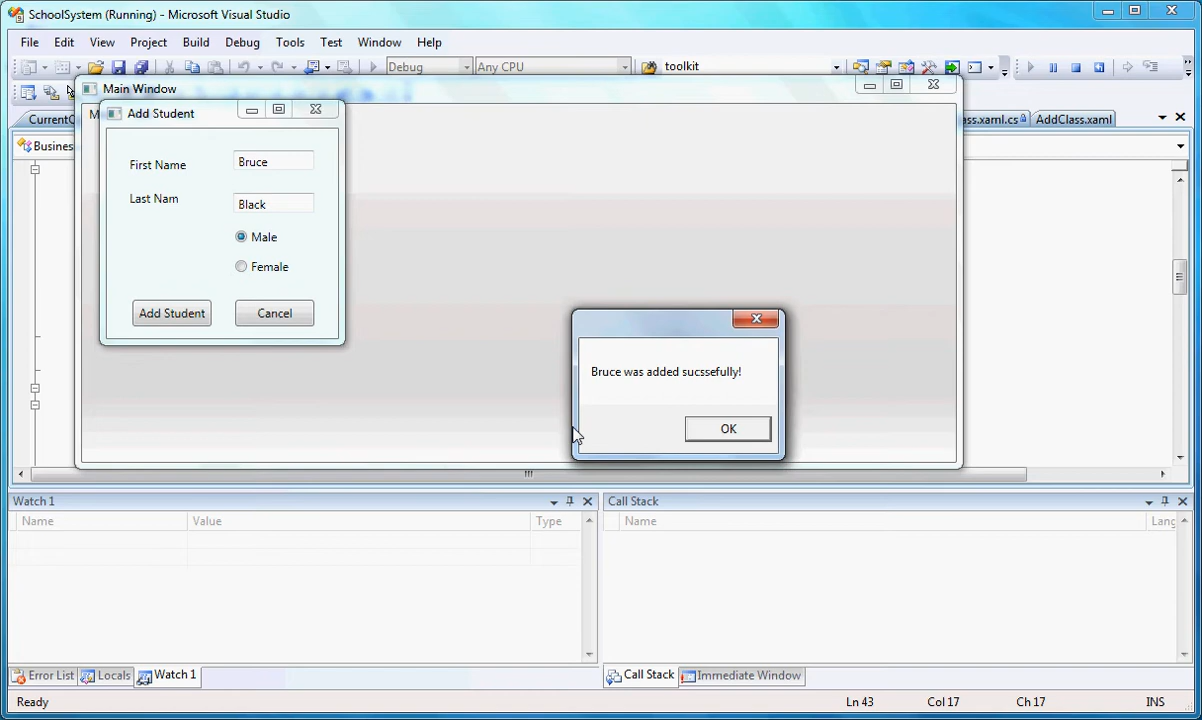 SchoolSystem (Running) - Microsoft Visual Studio
File Edit View Project Build Debug Tools Test Window Help
Debug Any CPU toolkit
Main Window
M
Add Student
CurrentC ass.xaml.cs AddClass.xaml
Busines
First Name Bruce
Last Nam Black
Male
Female
Add Student Cancel
Bruce was added sucssefully!
OK
Watch 1 Call Stack
Name Value Type Name Lang
Error List Locals Watch 1 Call Stack Immediate Window
Ready Ln 43 Col 17 Ch 17 INS